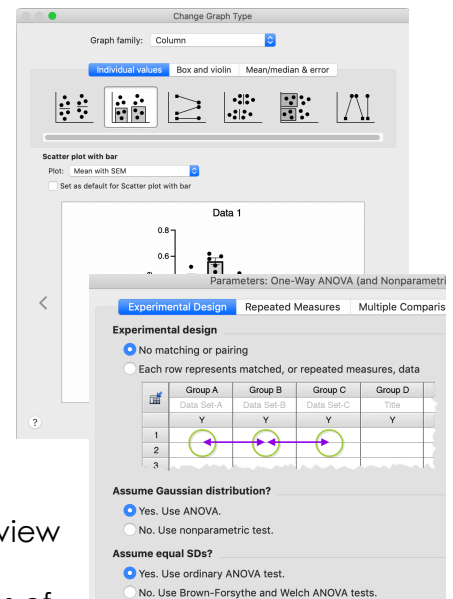 Change Graph Type
Graph family: Column
Individual values Box and violin Mean/median & error
Scatter plot with bar
Plot: Mean with SEM
Set as default for Scatter plot with bar
Data 1
0.8
0.6
Parameters: One-Way ANOVA (and Nonparametri
Experimental Design Repeated Measures Multiple Comparis
Experimental design
No matching or pairing
Each row represents matched, or repeated measures, data
Group A Group B Group C Group D
Data Set-A Data Set-B Data Set-C Title
Y Y Y Y
1
2
3
?
Assume Gaussian distribution?
Yes. Use ANOVA.
No. Use nonparametric test.
view
Assume equal SDs?
Yes. Use ordinary ANOVA test.
No. Use Brown-Forsythe and Welch ANOVA tests.